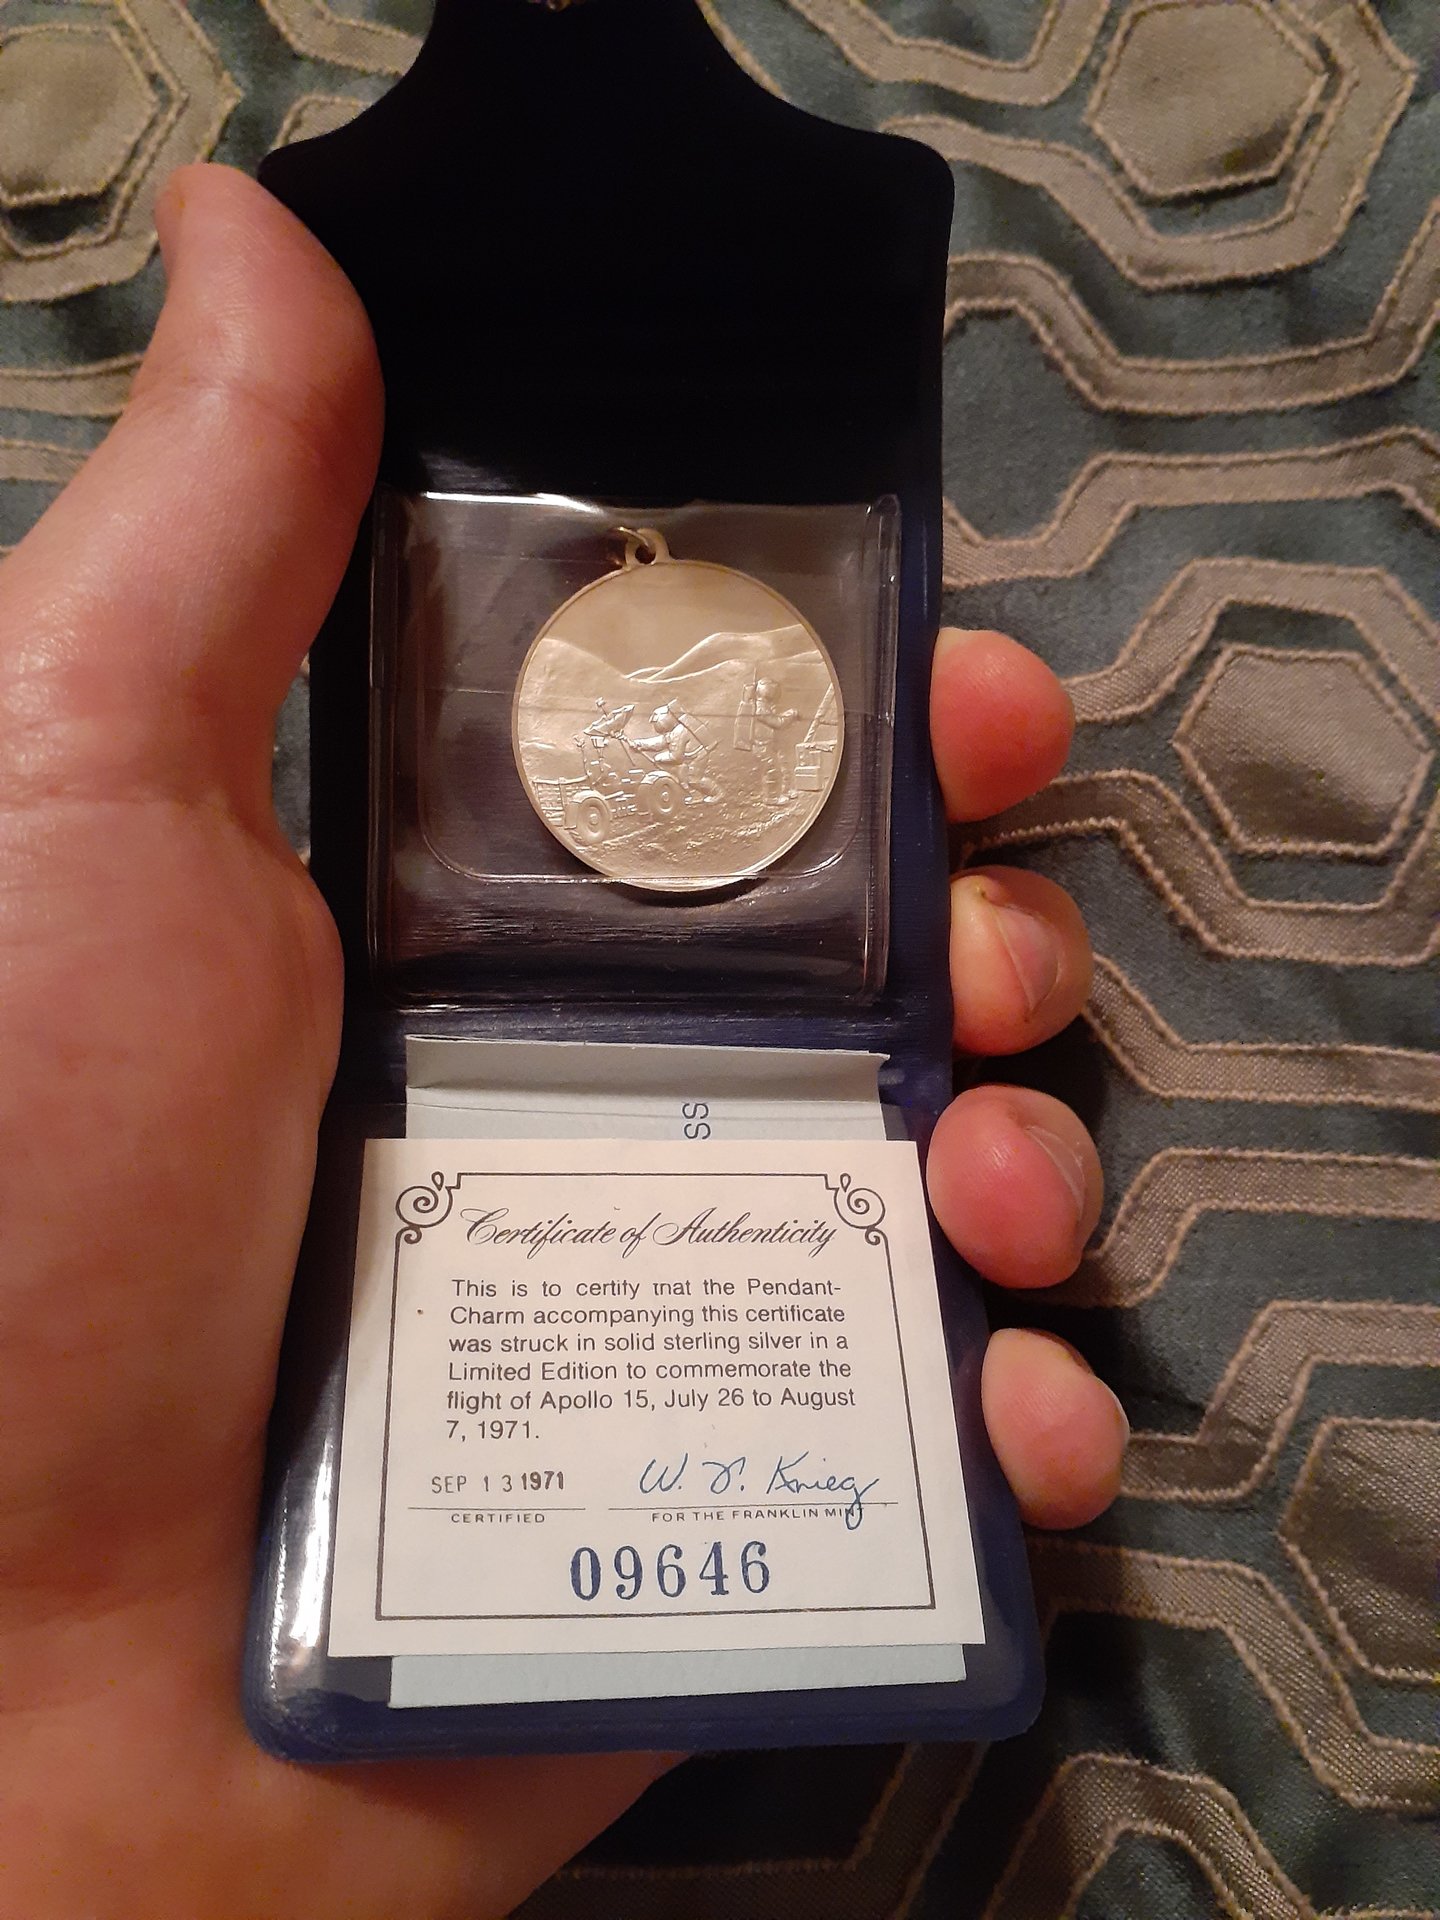 SS
Certificate of Authenticity
This is to certify that the Pendant-
Charm accompanying this certificate
was struck in solid sterling silver in a
Limited Edition to commemorate the
flight of Apollo 15, July 26 to August
7, 1971.
SEP 13 1971 W. F. Krieg
CERTIFIED FOR THE FRANKLIN MINT
09646